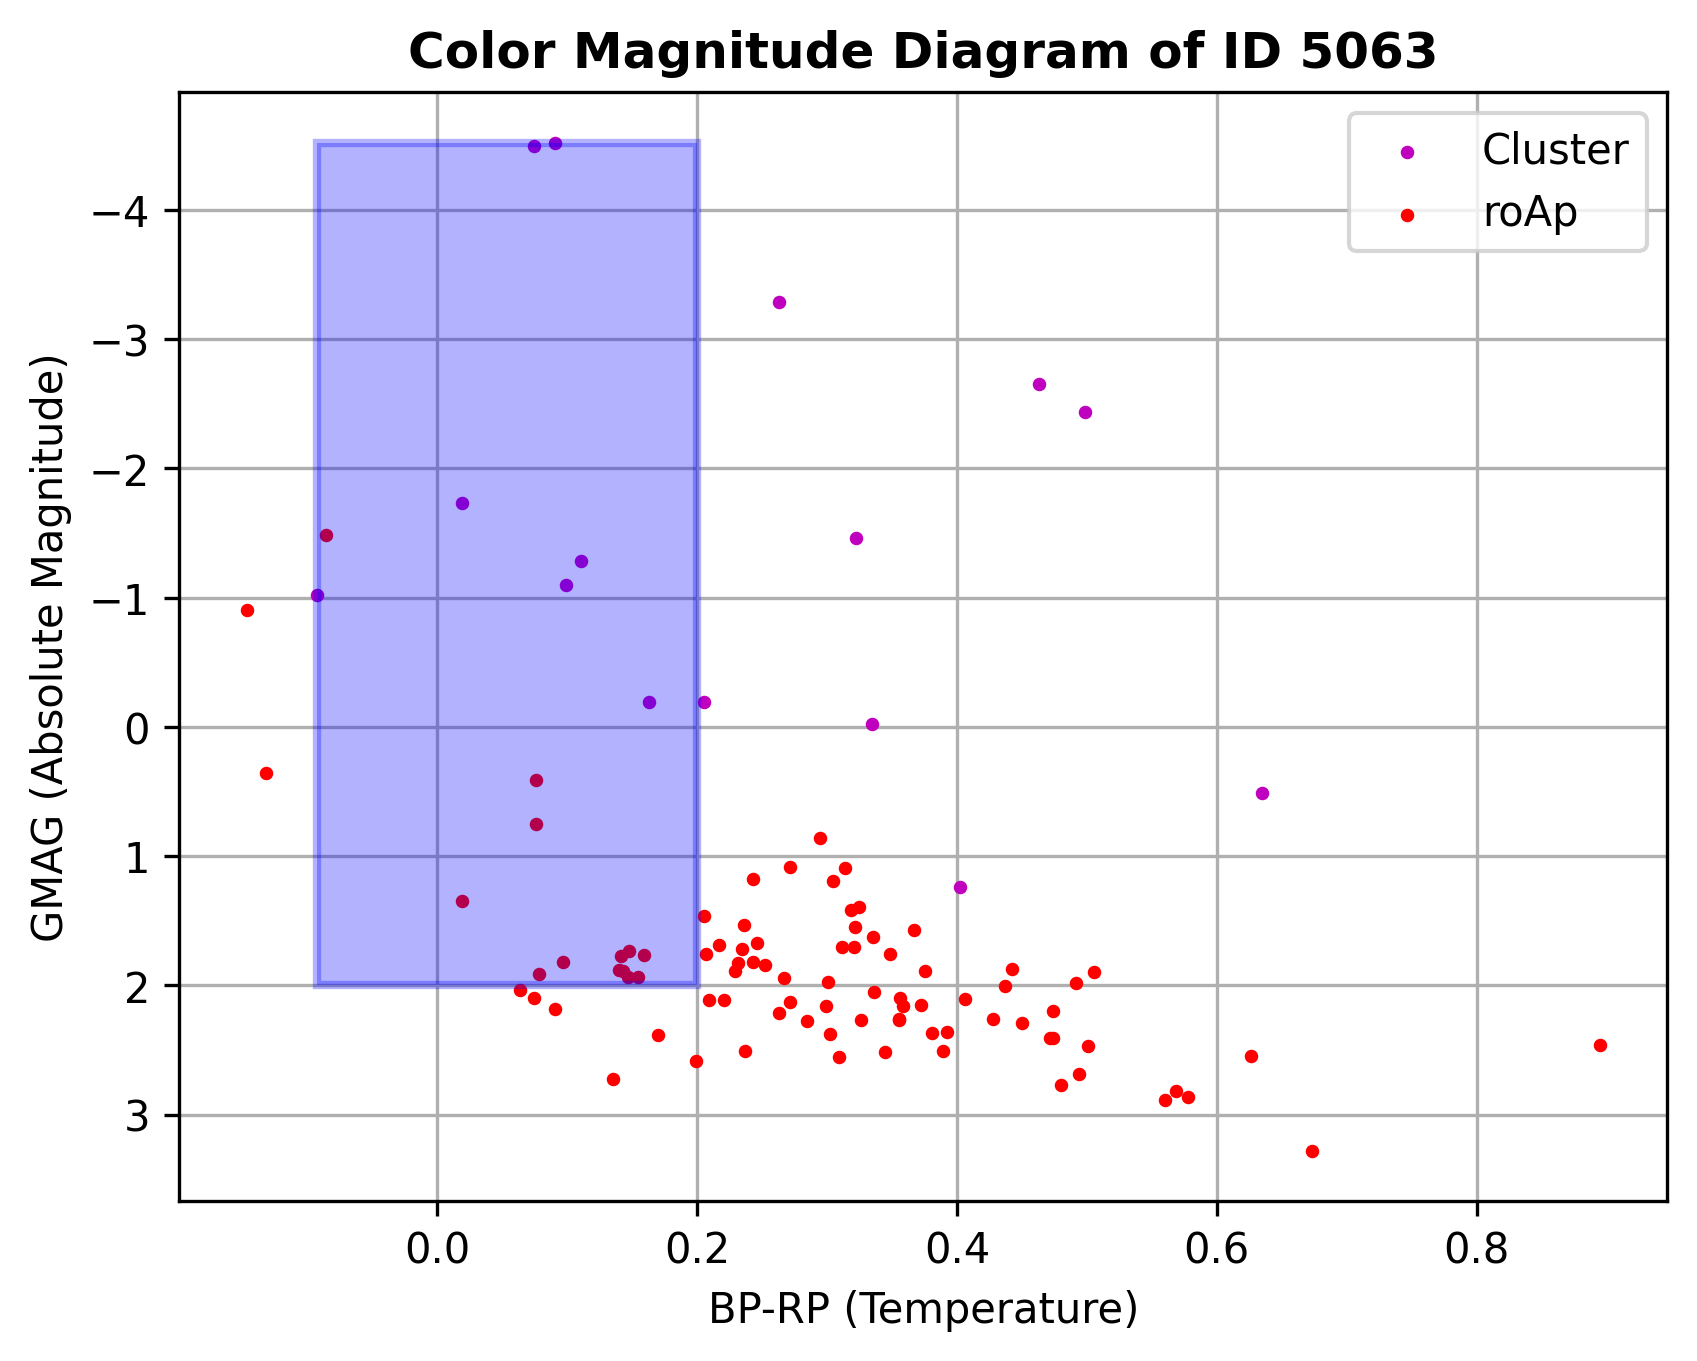 Color Magnitude Diagram of ID 5063
Cluster
roAp
GMAG (Absolute Magnitude)
−4
−3
−2
−1
0
1
2
3
0.0 0.2 0.4 0.6 0.8
BP-RP (Temperature)